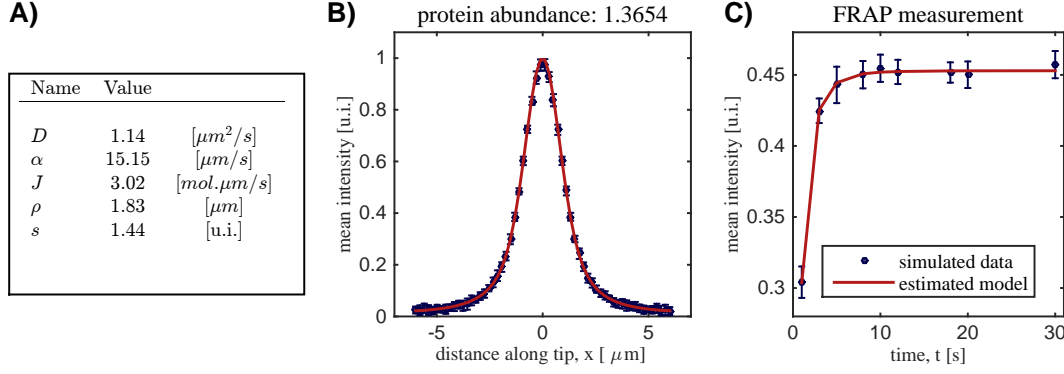 A)
Name Value
D 1.14 [μm²/s]
α 15.15 [μm/s]
J 3.02 [mol.μm/s]
ρ 1.83 [μm]
s 1.44 [u.i.]
B)
protein abundance: 1.3654
mean intensity [u.i.]
1
0.8
0.6
0.4
0.2
0
-5 0 5
distance along tip, x [ μm]
C)
FRAP measurement
mean intensity [u.i.]
0.45
0.4
0.35
0.3
simulated data
estimated model
0 10 20 30
time, t [s]